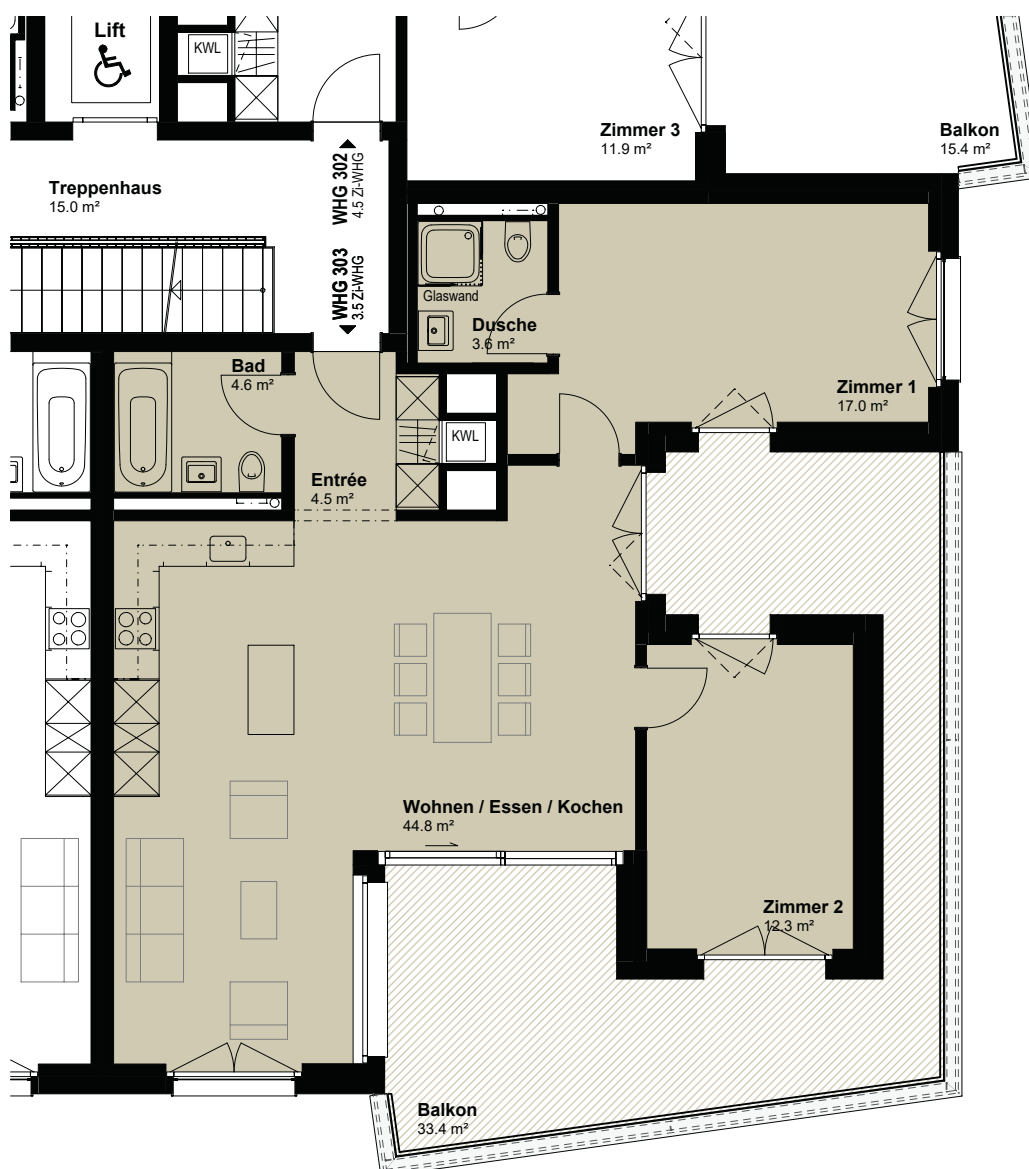 Lift
KWL
Zimmer 3
11.9 m²
Balkon
15.4 m²
Treppenhaus
15.0 m²
WHG 302
4.5 Zi-WHG
WHG 303
3.5 Zi-WHG
Glaswand
Dusche
3.6 m²
Bad
4.6 m²
Zimmer 1
17.0 m²
KWL
Entrée
4.5 m²
Wohnen / Essen / Kochen
44.8 m²
Zimmer 2
12.3 m²
Balkon
33.4 m²